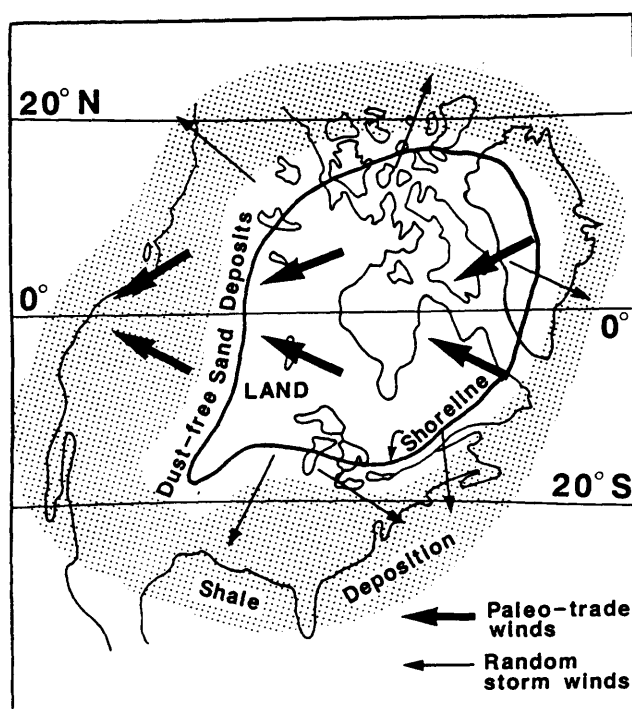 20° N
Dust-free Sand Deposits
0°
0°
LAND
Shoreline
20° S
Shale Deposition
Paleo-trade
winds
Random
storm winds